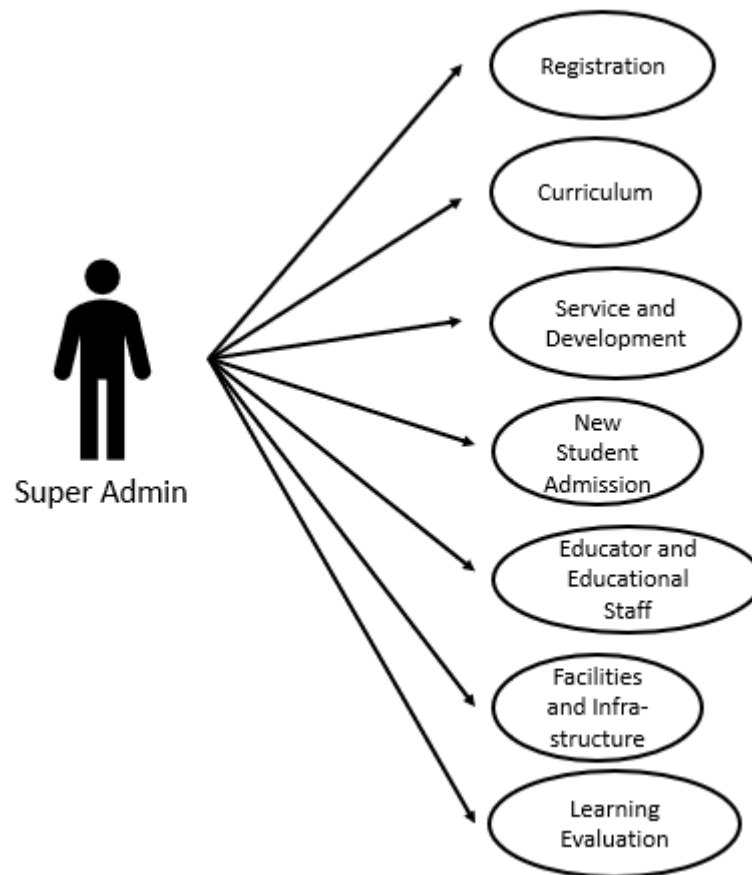 Registration
Curriculum
Service and
Development
New
Student
Admission
Super Admin
Educator and
Educational
Staff
Facilities
and Infra-
structure
Learning
Evaluation